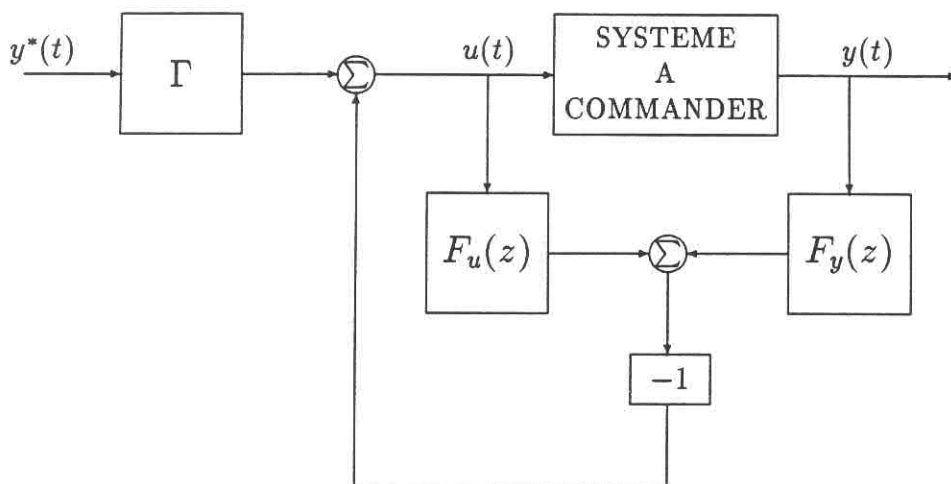 y*(t)
Γ
Σ
u(t)
SYSTEME
A
COMMANDER
y(t)
F_u(z)
Σ
F_y(z)
−1